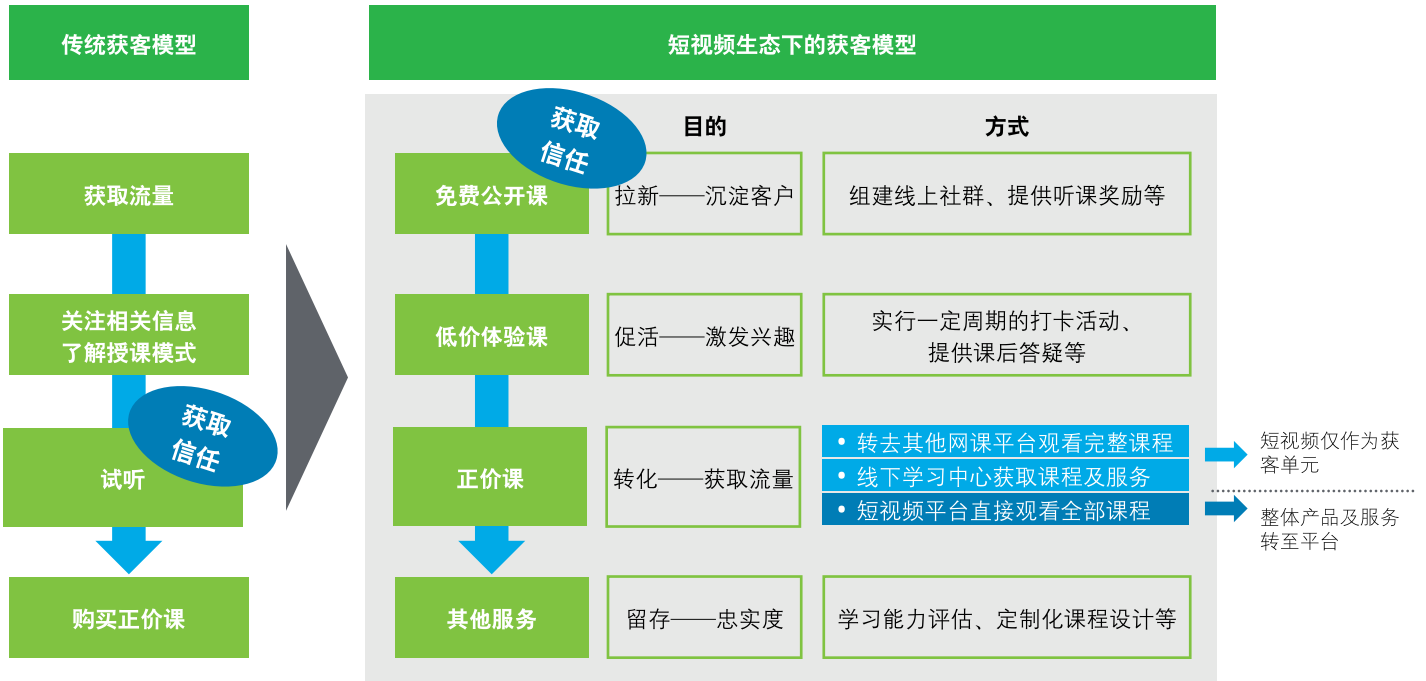 传统获客模型
短视频生态下的获客模型
获取
信任
目的
方式
获取流量
免费公开课
拉新——沉淀客户
组建线上社群、提供听课奖励等
关注相关信息
了解授课模式
低价体验课
促活——激发兴趣
实行一定周期的打卡活动、
提供课后答疑等
获取
信任
试听
正价课
转化——获取流量
• 转去其他网课平台观看完整课程
• 线下学习中心获取课程及服务
• 短视频平台直接观看全部课程
短视频仅作为获
客单元
整体产品及服务
转至平台
购买正价课
其他服务
留存——忠实度
学习能力评估、定制化课程设计等